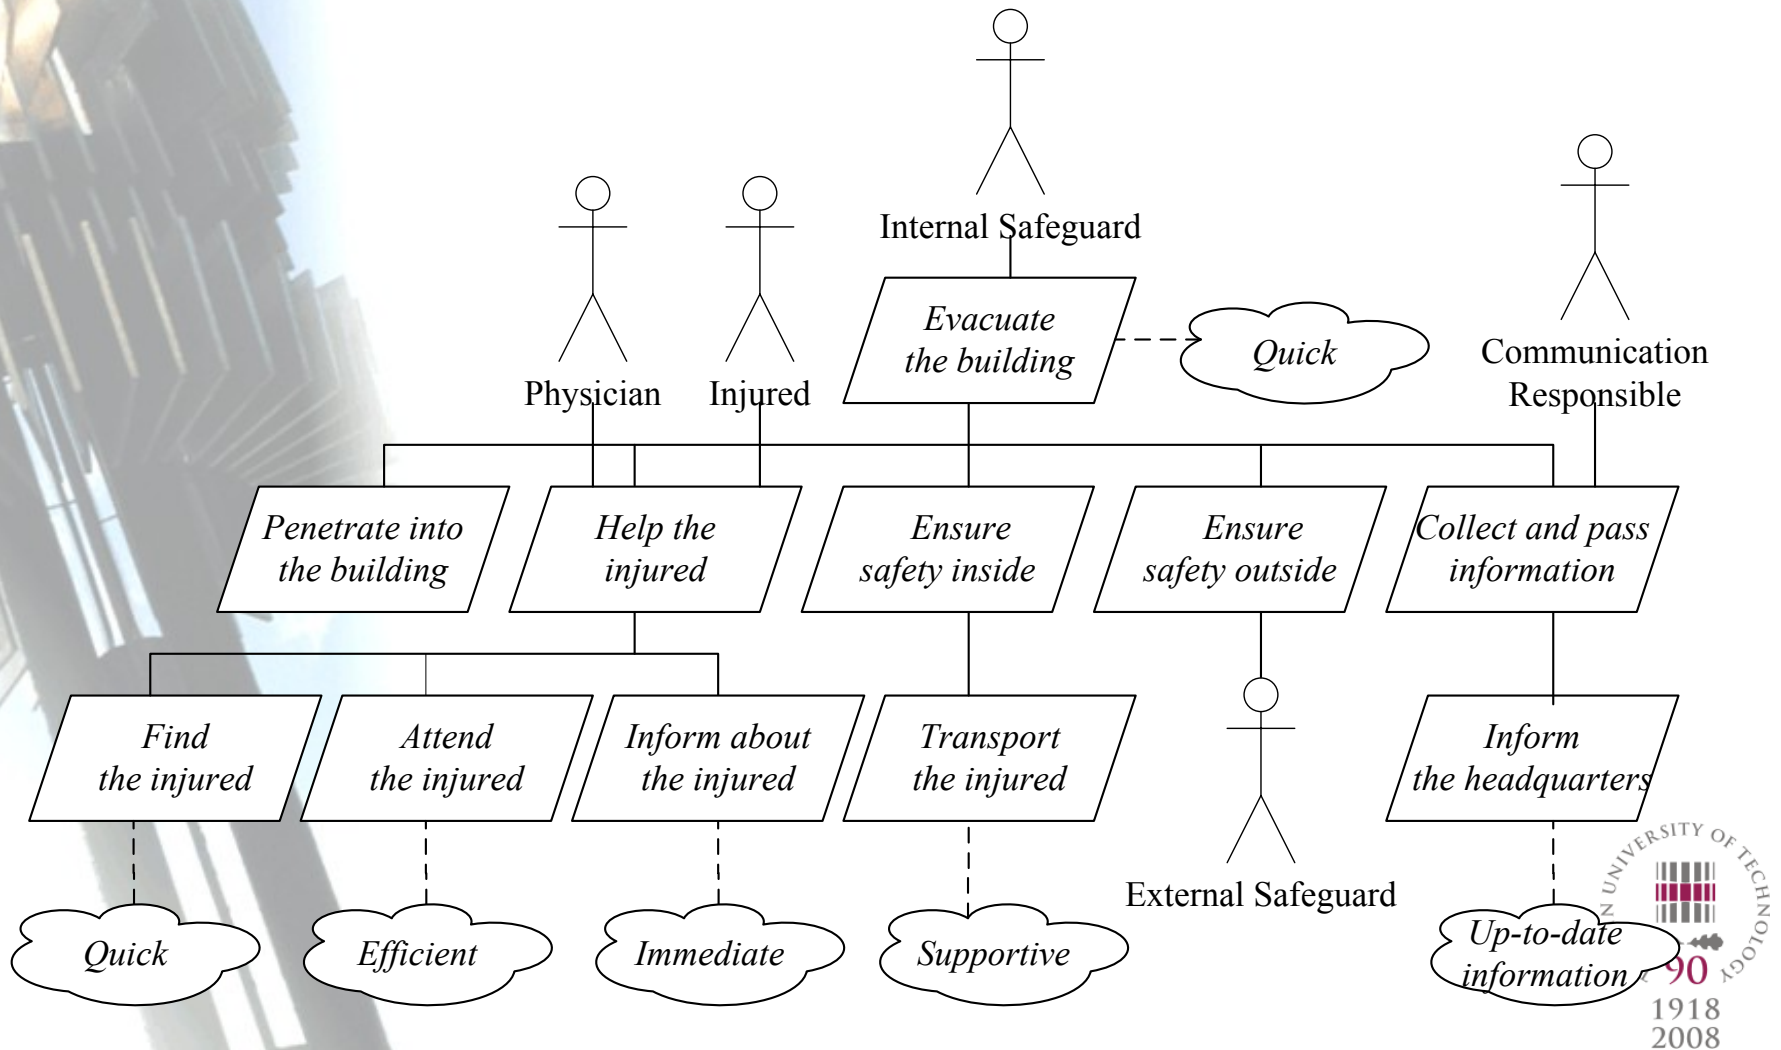 Internal Safeguard
Evacuate
the building
Quick
Communication
Responsible
Physician
Injured
Penetrate into
the building
Help the
injured
Ensure
safety inside
Ensure
safety outside
Collect and pass
information
Find
the injured
Attend
the injured
Inform about
the injured
Transport
the injured
Inform
the headquarters
External Safeguard
Quick
Efficient
Immediate
Supportive
Up-to-date
information
N UNIVERSITY OF TECHNOLOGY
90
1918
2008